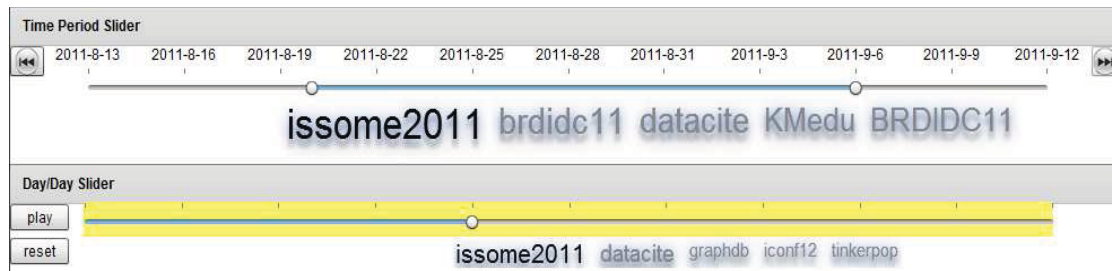 Time Period Slider
2011-8-13 2011-8-16 2011-8-19 2011-8-22 2011-8-25 2011-8-28 2011-8-31 2011-9-3 2011-9-6 2011-9-9 2011-9-12
issome2011 brdidc11 datacite KMedu BRDIDC11
Day/Day Slider
play
reset
issome2011 datacite graphdb iconf12 tinkerpop